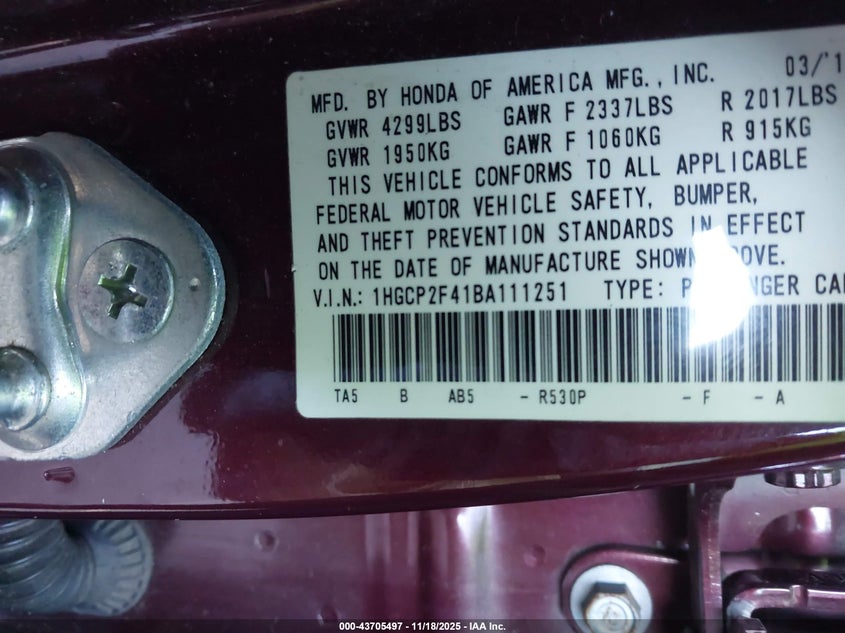 MFD. BY HONDA OF AMERICA MFG., INC. 03/'1
GVWR 4299LBS GAWR F 2337LBS R 2017LBS
GVWR 1950KG GAWR F 1060KG R 915KG
THIS VEHICLE CONFORMS TO ALL APPLICABLE
FEDERAL MOTOR VEHICLE SAFETY, BUMPER,
AND THEFT PREVENTION STANDARDS IN EFFECT
ON THE DATE OF MANUFACTURE SHOWN
V.I.N.: 1HGCP2F41BA111251 TYPE:
TA5 B AB5 - R530P - F - A
000-43705497 - 11/18/2025 - IAA Inc.